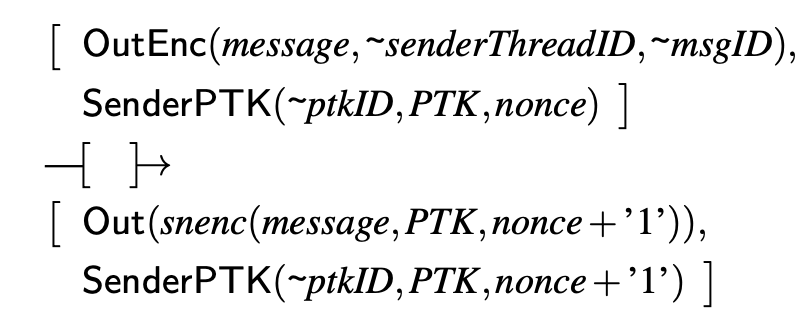 [ OutEnc(message,~senderThreadID,~msgID),
SenderPTK(~ptkID,PTK,nonce) ]
—[ ]→
[ Out(snenc(message,PTK,nonce+'1')),
SenderPTK(~ptkID,PTK,nonce+'1') ]